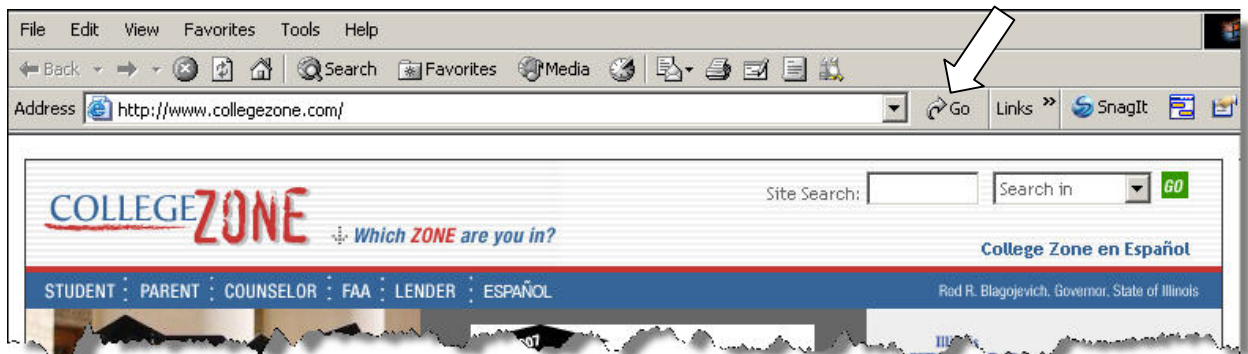 File Edit View Favorites Tools Help
Back Search Favorites Media
Address http://www.collegezone.com/ Go Links » SnagIt
Site Search: Search in GO
COLLEGE ZONE Which ZONE are you in?
College Zone en Español
STUDENT PARENT COUNSELOR FAA LENDER ESPAÑOL Rod R. Blagojevich, Governor, State of Illinois